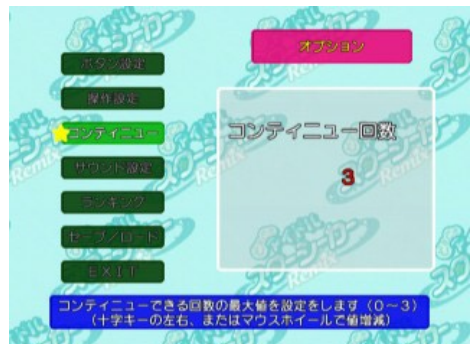 オプション
ボタン設定
操作設定
コンティニュー
サウンド設定
ランキング
セーブ/ロード
EXIT
コンティニュー回数
3
コンティニューできる回数の最大値を設定をします(0~3)
(十字キーの左右、またはマウスホイールで値増減)